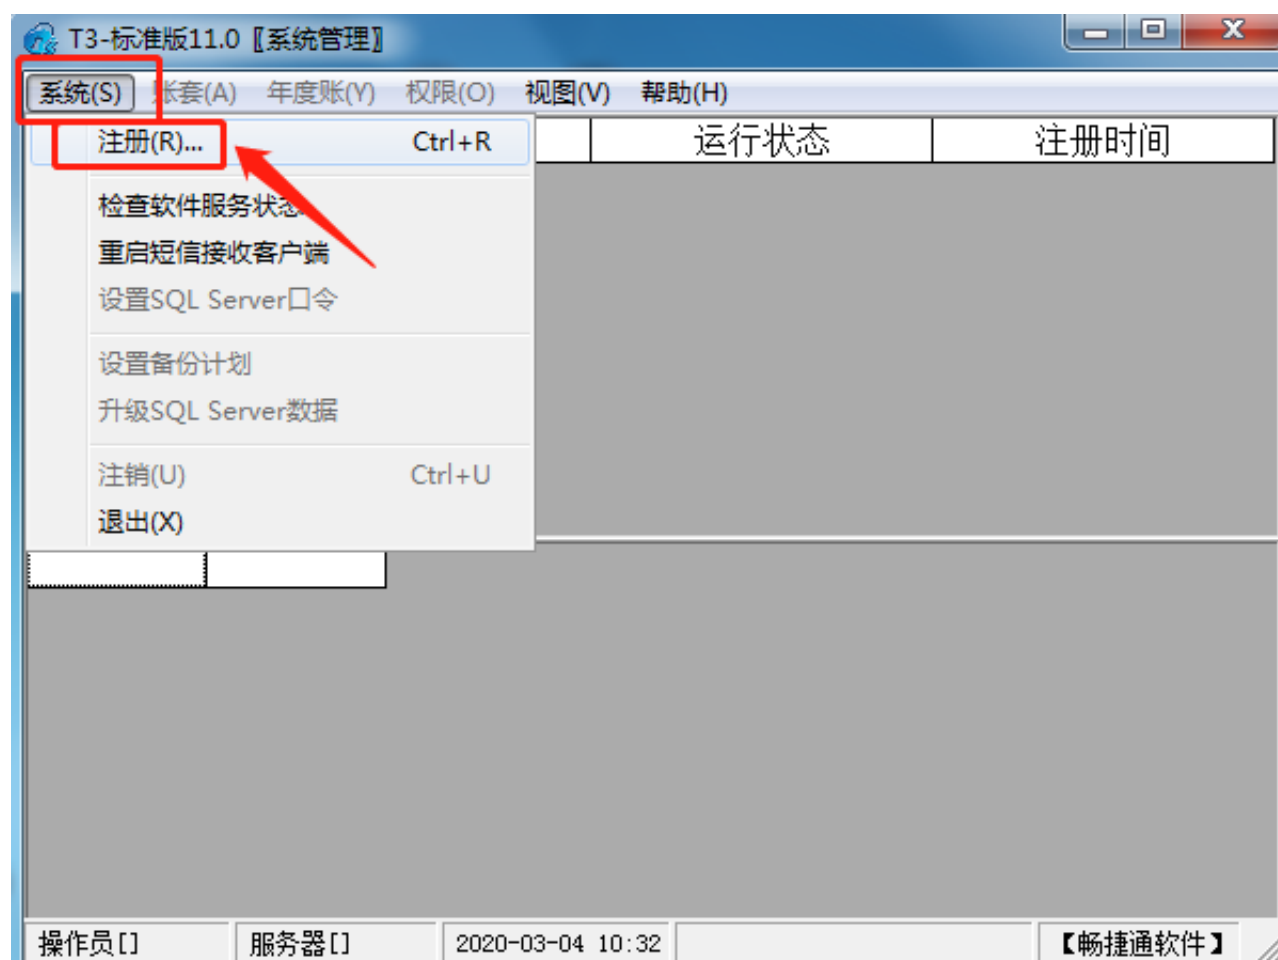 T3-标准版11.0〖系统管理〗
系统(S) 账套(A) 年度账(Y) 权限(O) 视图(V) 帮助(H)
注册(R)... Ctrl+R 运行状态 注册时间
检查软件服务状态
重启短信接收客户端
设置SQL Server口令
设置备份计划
升级SQL Server数据
注销(U) Ctrl+U
退出(X)
操作员[] 服务器[] 2020-03-04 10:32 【畅捷通软件】